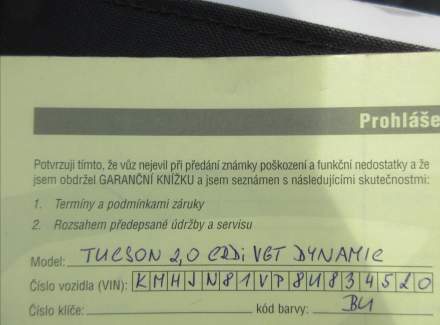 Prohláše
Potvrzuji tímto, že vůz nejevil při předání známky poškození a funkční nedostatky a že
jsem obdržel GARANČNÍ KNÍŽKU a jsem seznámen s následujícími skutečnostmi:
1. Termíny a podmínkami záruky
2. Rozsahem předepsané údržby a servisu
Model: TUCSON 2,0 CRDi VGT DYNAMIC
Číslo vozidla (VIN): KMHJN81VP8U834520
Číslo klíče: kód barvy: BU